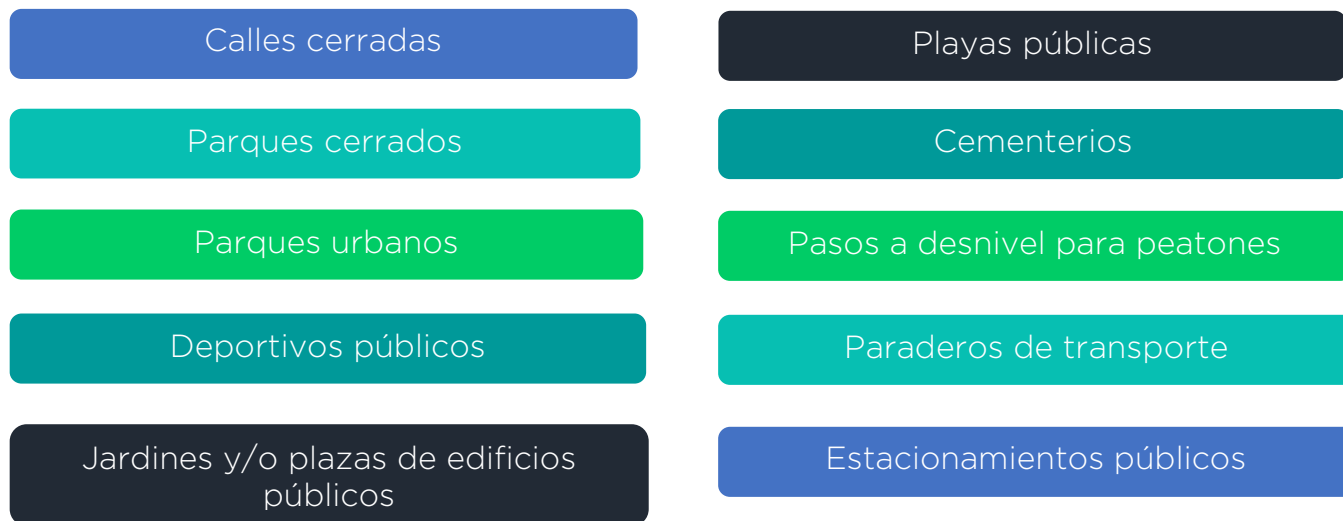 Calles cerradas
Parques cerrados
Parques urbanos
Deportivos públicos
Jardines y/o plazas de edificios
públicos
Playas públicas
Cementerios
Pasos a desnivel para peatones
Paraderos de transporte
Estacionamientos públicos